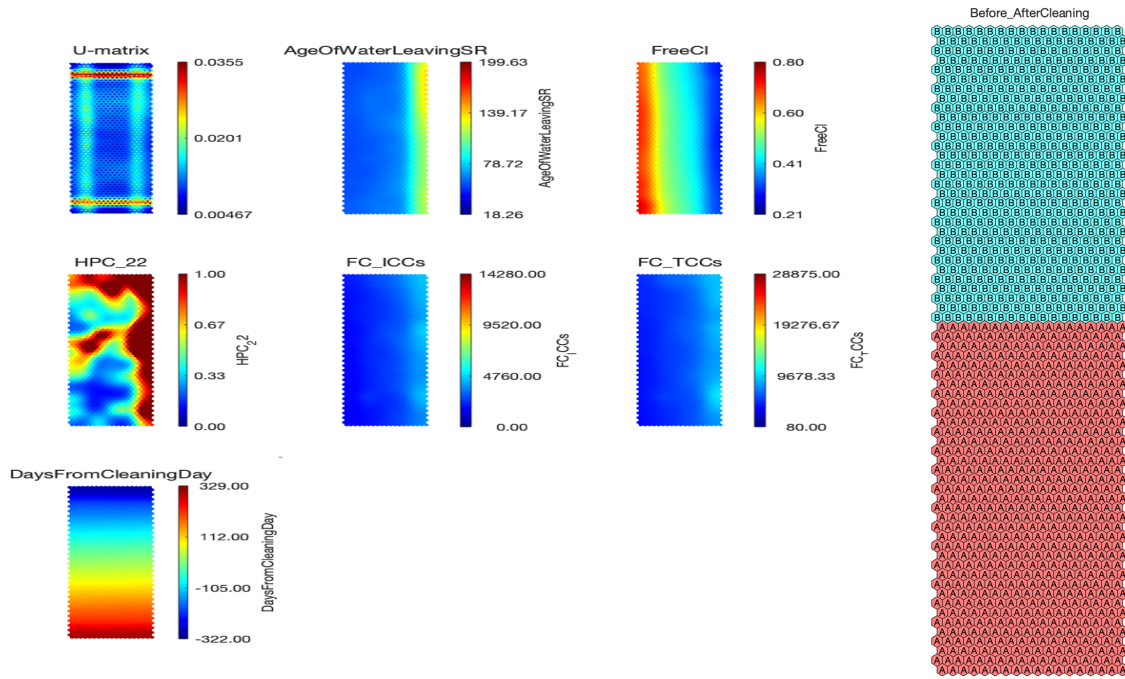 Before_AfterCleaning
U-matrix
0.0355
0.0201
0.00467
AgeOfWaterLeavingSR
199.63
139.17
78.72
18.26
AgeOfWaterLeavingSR
FreeCl
0.80
0.60
0.41
0.21
FreeCl
HPC_22
1.00
0.67
0.33
0.00
HPC_22
FC_ICCs
14280.00
9520.00
4760.00
0.00
FC_ICCs
FC_TCCs
28875.00
19276.67
9678.33
80.00
FC_TCCs
DaysFromCleaningDay
329.00
112.00
-105.00
-322.00
DaysFromCleaningDay